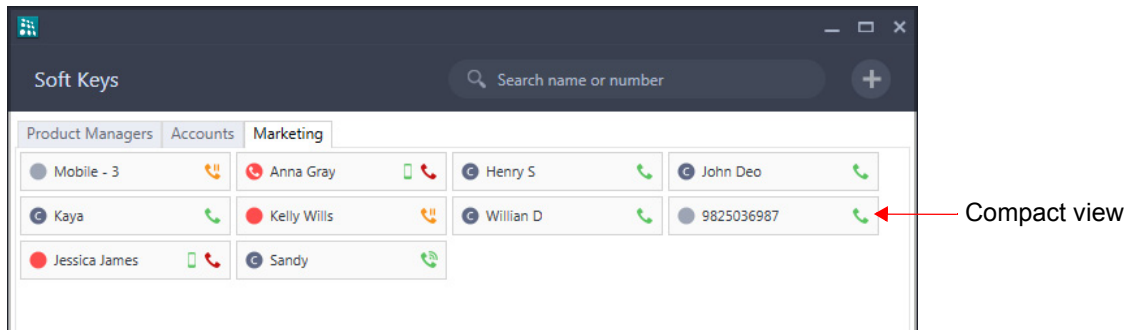 Soft Keys
Search name or number
Product Managers Accounts Marketing
Mobile - 3 Anna Gray C Henry S C John Deo
C Kaya Kelly Wills C Willian D 9825036987 Compact view
Jessica James C Sandy